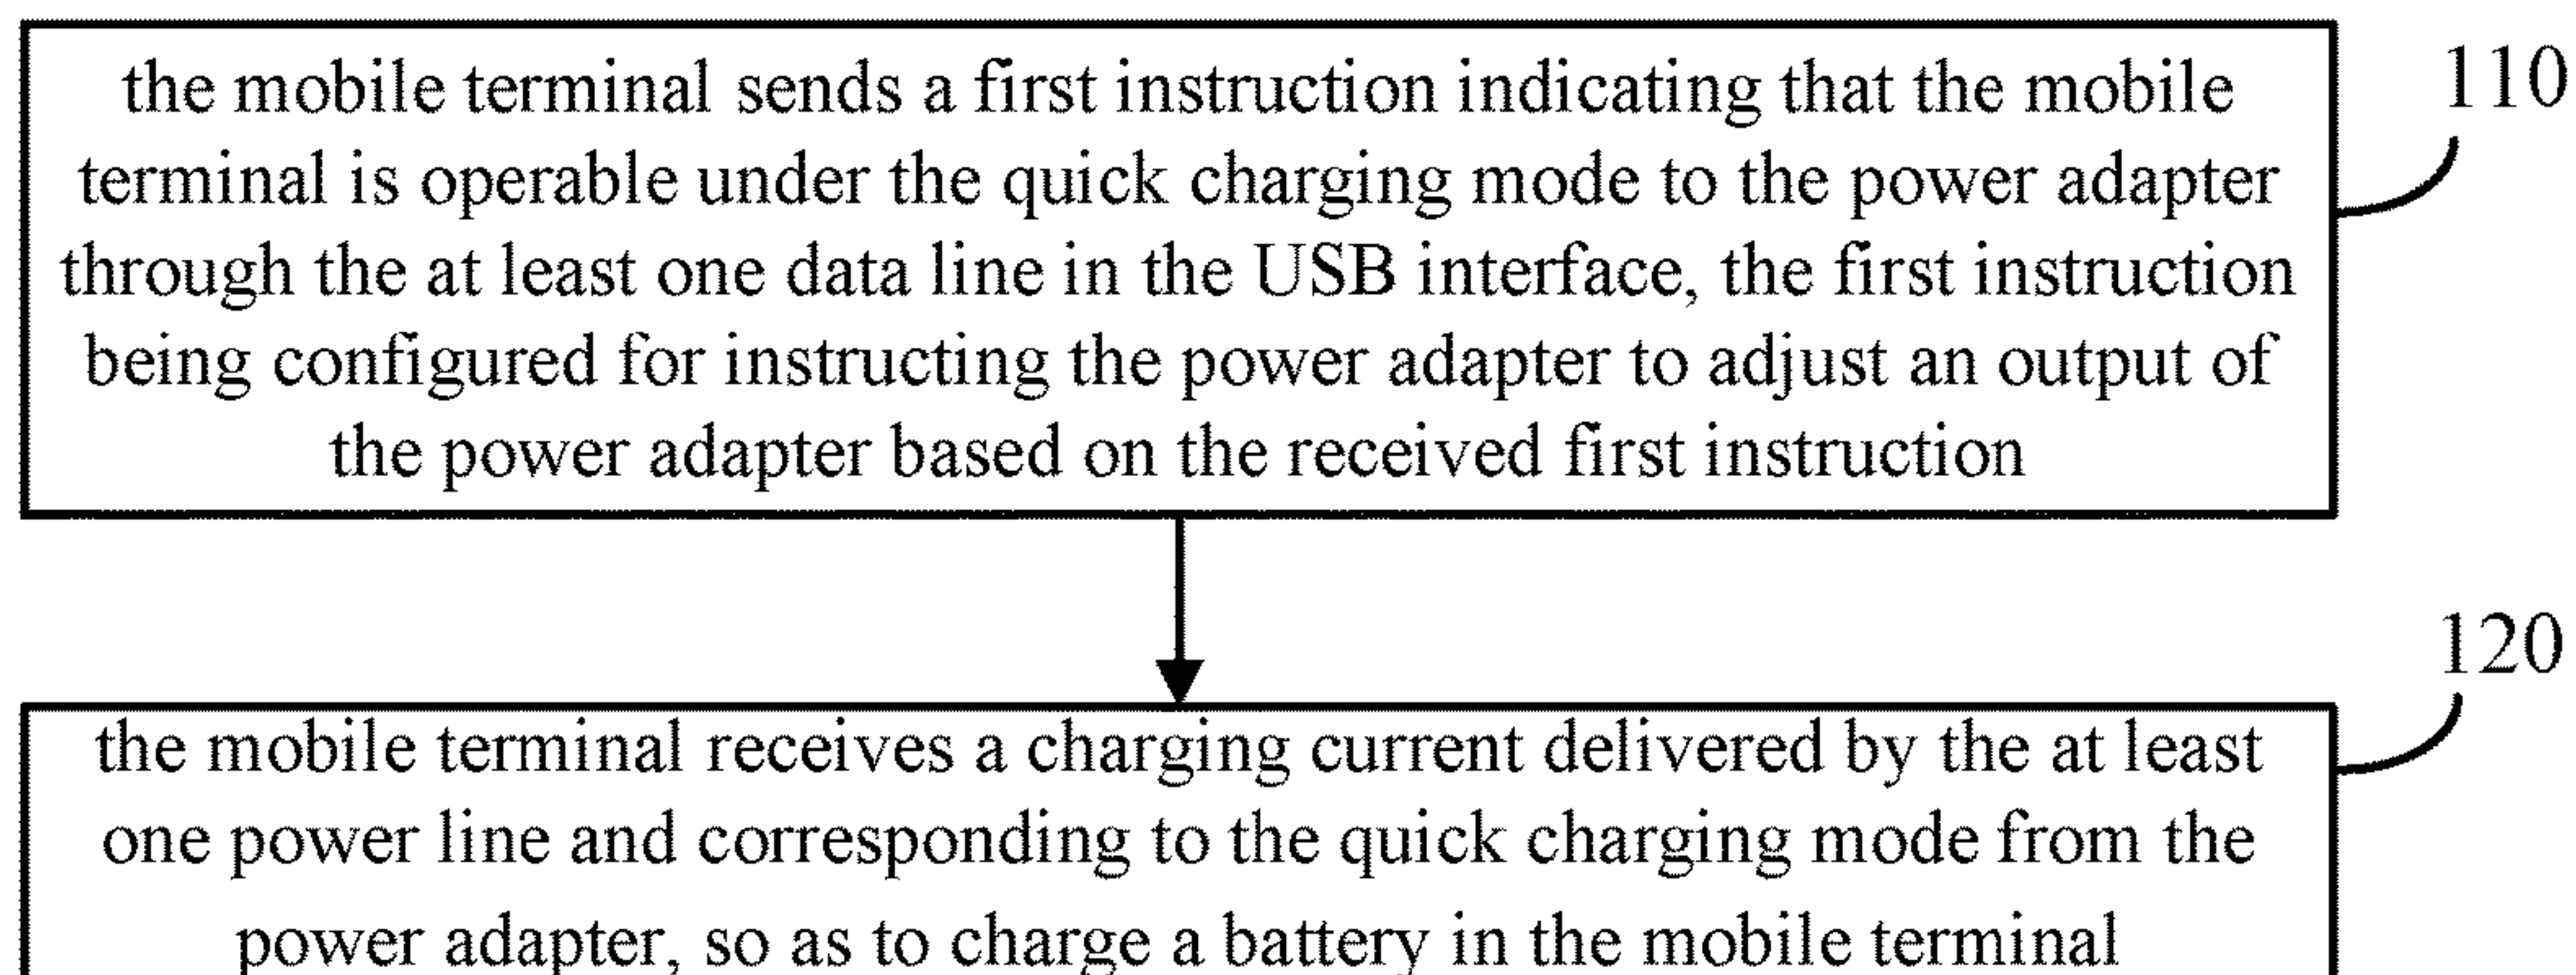 the mobile terminal sends a first instruction indicating that the mobile
terminal is operable under the quick charging mode to the power adapter
through the at least one data line in the USB interface, the first instruction
being configured for instructing the power adapter to adjust an output of
the power adapter based on the received first instruction
110
120
the mobile terminal receives a charging current delivered by the at least
one power line and corresponding to the quick charging mode from the
power adapter, so as to charge a battery in the mobile terminal